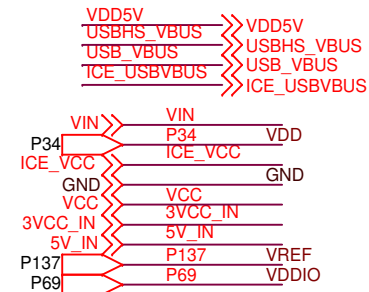 VDD5V VDD5V
USBHS_VBUS USBHS_VBUS
USB_VBUS USB_VBUS
ICE_USBVBUS ICE_USBVBUS
VIN VIN
P34 P34 VDD
ICE_VCC ICE_VCC
GND GND
VCC VCC
3VCC_IN 3VCC_IN
5V_IN 5V_IN
P137 P137 VREF
P69 P69 VDDIO